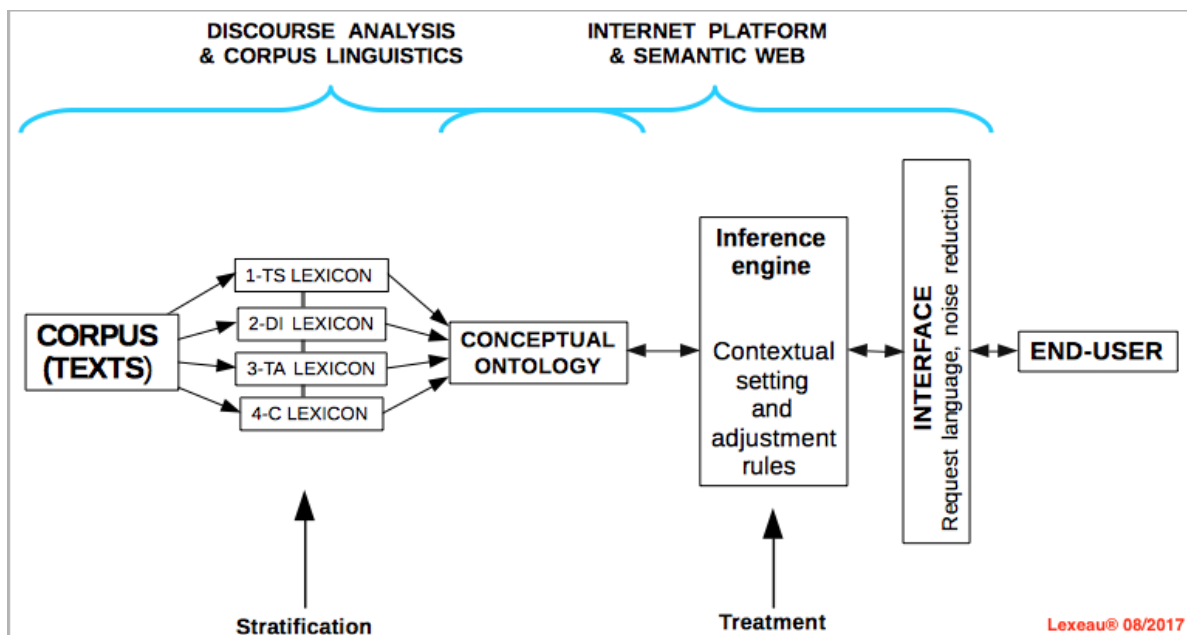 DISCOURSE ANALYSIS
& CORPUS LINGUISTICS
INTERNET PLATFORM
& SEMANTIC WEB
CORPUS
(TEXTS)
1-TS LEXICON
2-DI LEXICON
3-TA LEXICON
4-C LEXICON
CONCEPTUAL
ONTOLOGY
Inference
engine
Contextual
setting
and
adjustment
rules
INTERFACE
Request language, noise reduction
END-USER
Stratification
Treatment
Lexeau® 08/2017